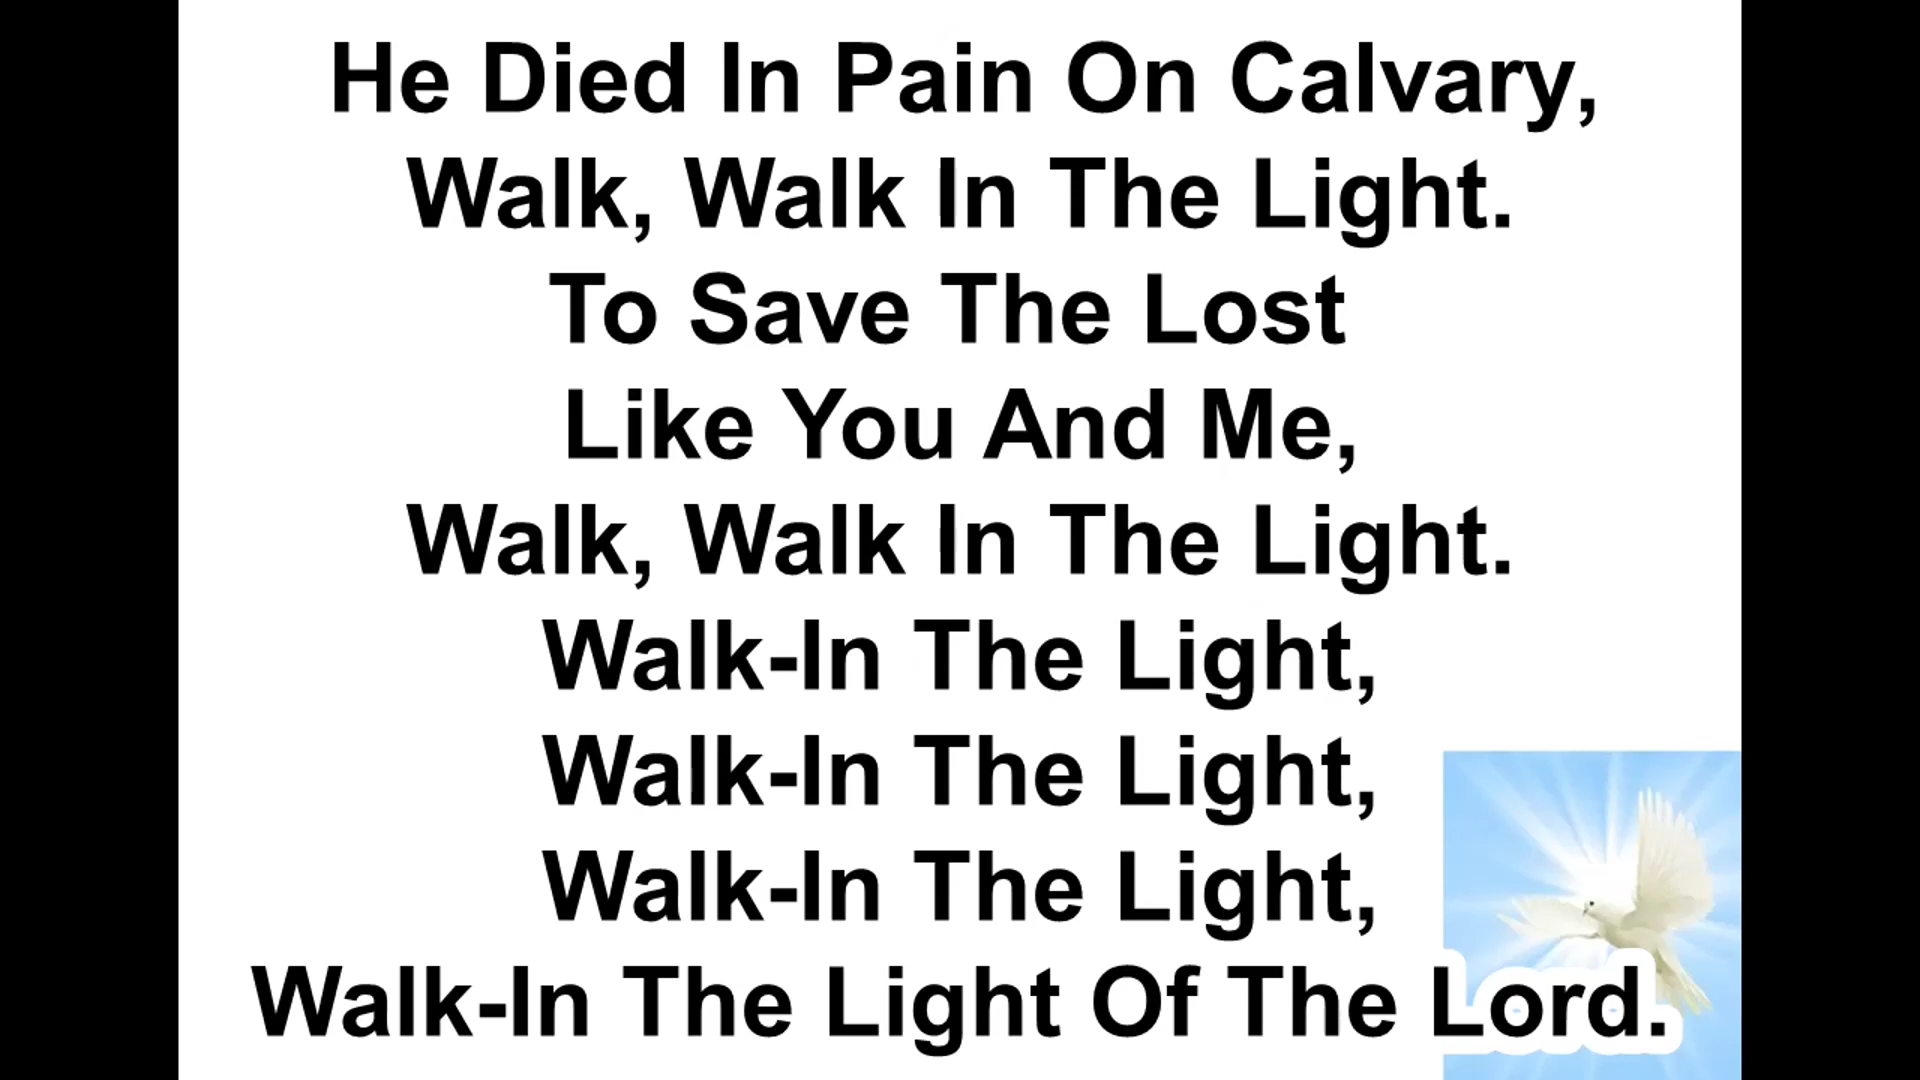 He Died In Pain On Calvary,
Walk, Walk In The Light.
To Save The Lost
Like You And Me,
Walk, Walk In The Light.
Walk-In The Light,
Walk-In The Light,
Walk-In The Light,
Walk-In The Light Of The Lord.